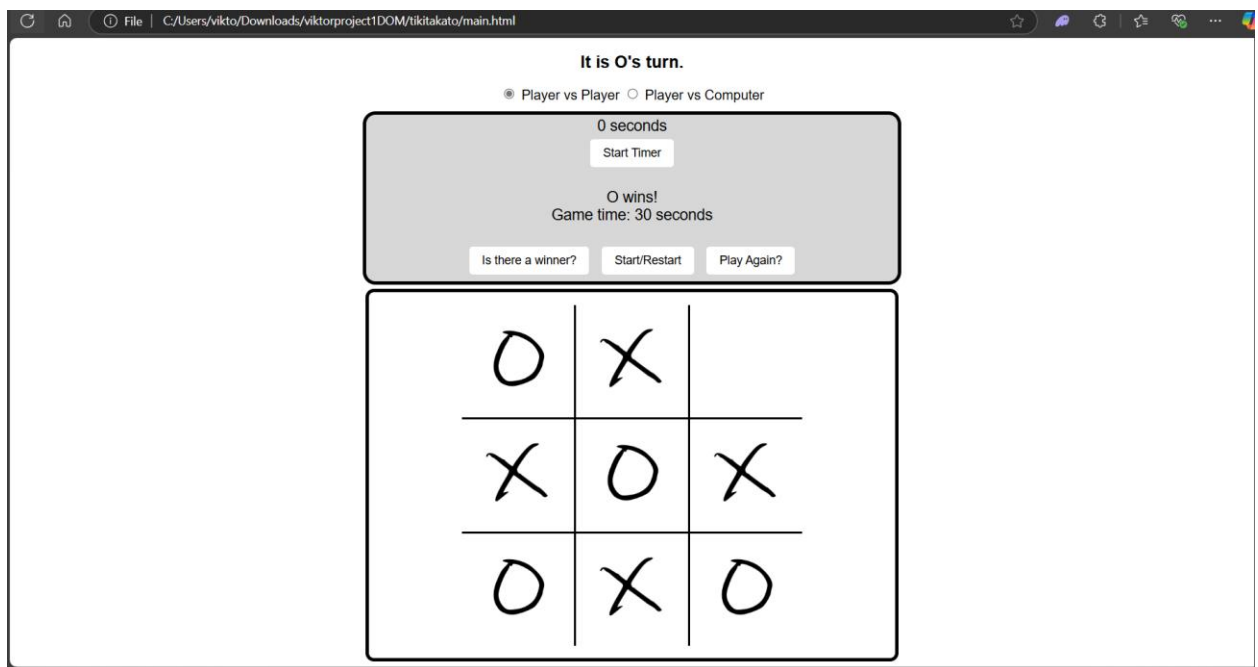 File C:/Users/vikto/Downloads/viktorproject1DOM/tikitakato/main.html
It is O's turn.
Player vs Player Player vs Computer
0 seconds
Start Timer
O wins!
Game time: 30 seconds
Is there a winner? Start/Restart Play Again?
O X
X O X
O X O